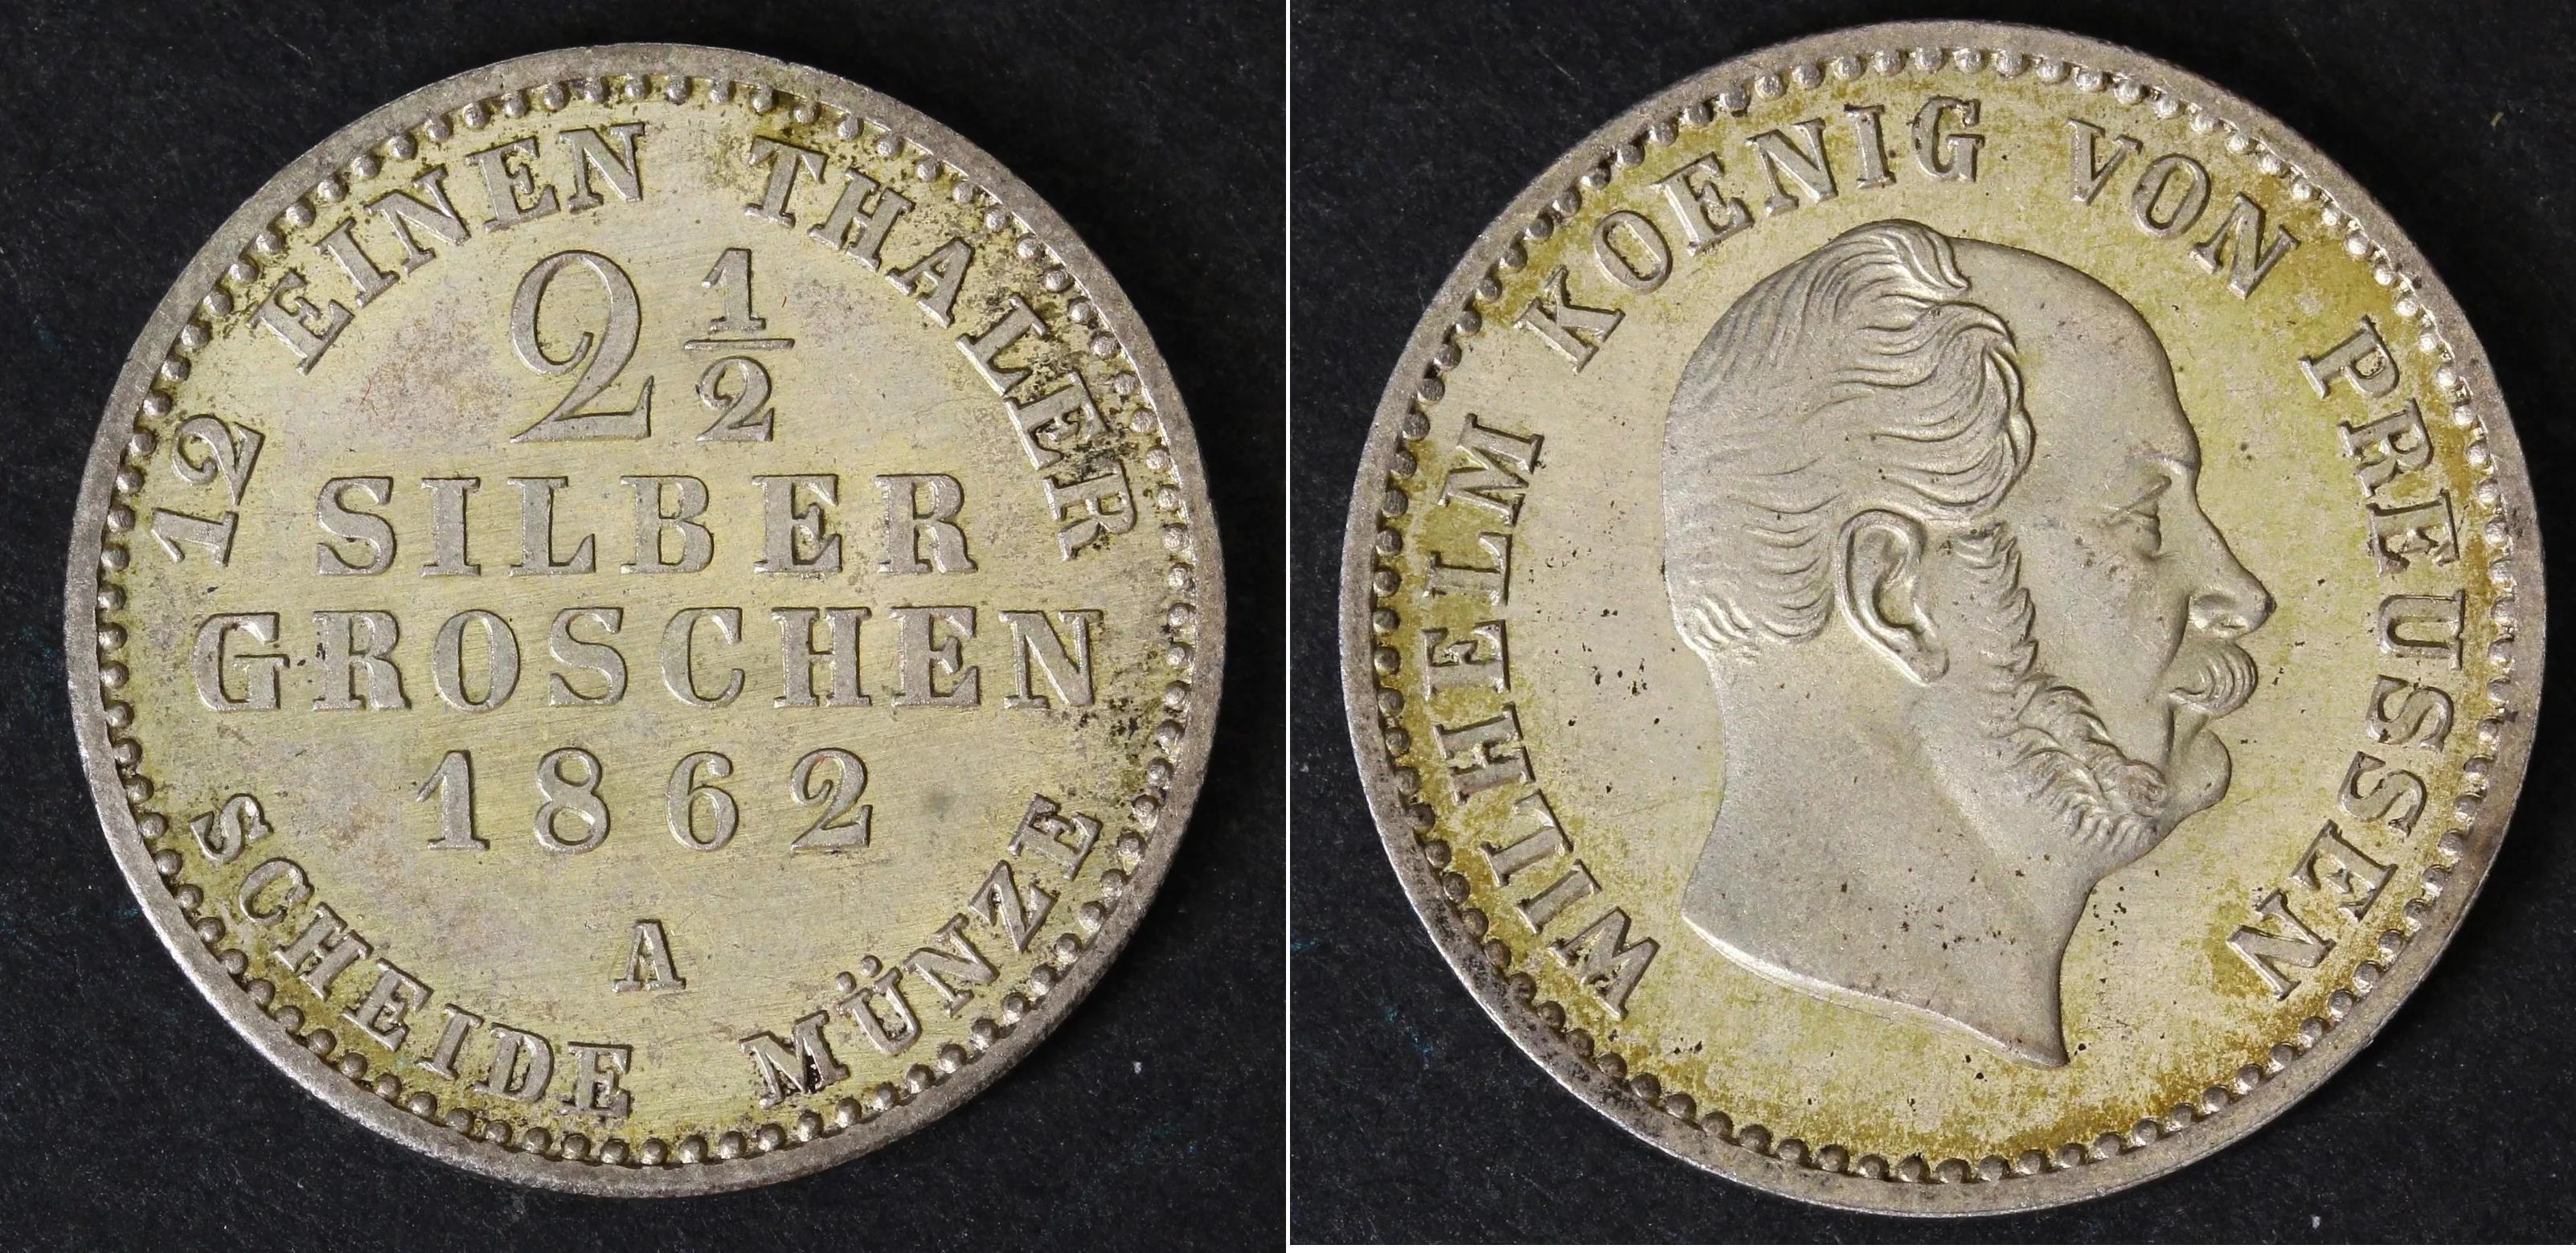 12 EINEN THALER
2 1/2
SILBER
GROSCHEN
1862
A
SCHEIDE MÜNZE
WILHELM KOENIG VON PREUSSEN